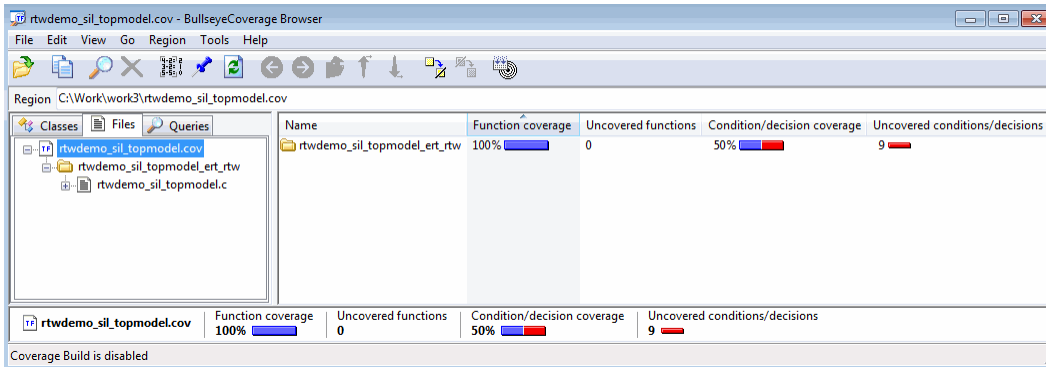 rtwdemo_sil_topmodel.cov - BullseyeCoverage Browser
File Edit View Go Region Tools Help
Region C:\Work\work3\rtwdemo_sil_topmodel.cov
Classes Files Queries
rtwdemo_sil_topmodel.cov
rtwdemo_sil_topmodel_ert_rtw
rtwdemo_sil_topmodel.c
Name Function coverage Uncovered functions Condition/decision coverage Uncovered conditions/decisions
rtwdemo_sil_topmodel_ert_rtw 100% 0 50% 9
rtwdemo_sil_topmodel.cov
Function coverage Uncovered functions Condition/decision coverage Uncovered conditions/decisions
100% 0 50% 9
Coverage Build is disabled